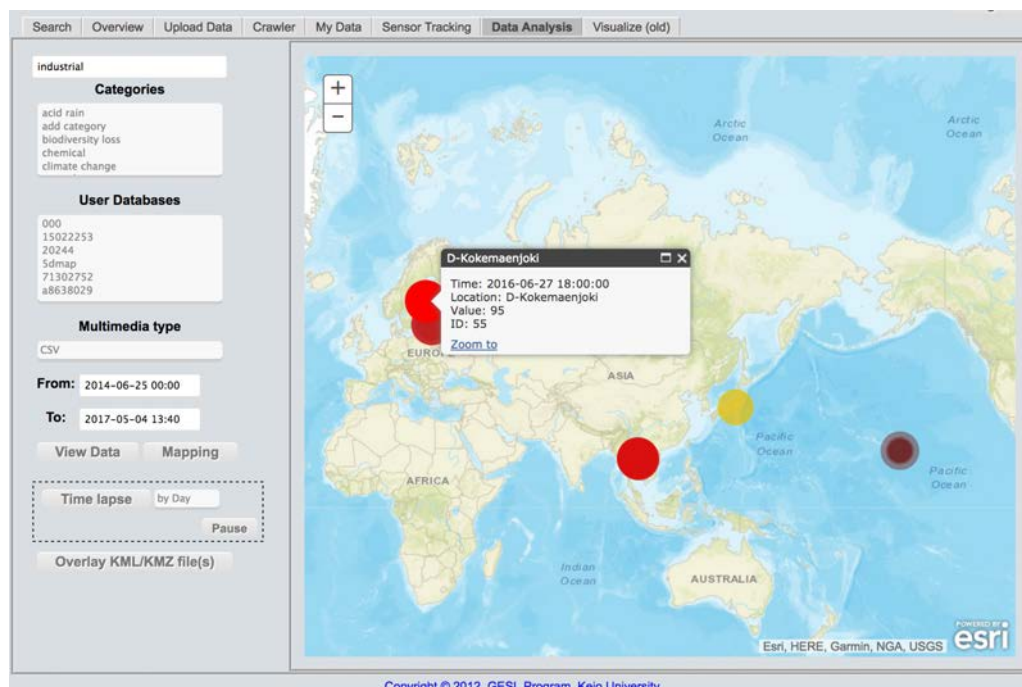 Search Overview Upload Data Crawler My Data Sensor Tracking Data Analysis Visualize (old)
industrial
Categories
acid rain
add category
biodiversity loss
chemical
climate change
User Databases
000
15022253
20244
5dmap
71302752
a8638029
Multimedia type
CSV
From: 2014-06-25 00:00
To: 2017-05-04 13:40
View Data Mapping
Time lapse by Day
Pause
Overlay KML/KMZ file(s)
+
−
Arctic
Ocean
Arctic
Ocean
D-Kokemaenjoki
Time: 2016-06-27 18:00:00
Location: D-Kokemaenjoki
Value: 95
ID: 55
Zoom to
EUROPE
ASIA
Pacific
Ocean
Pacific
Ocean
AFRICA
Indian
Ocean
AUSTRALIA
Esri, HERE, Garmin, NGA, USGS
POWERED BY
esri
Copyright © 2012, GESL Program, Keio University